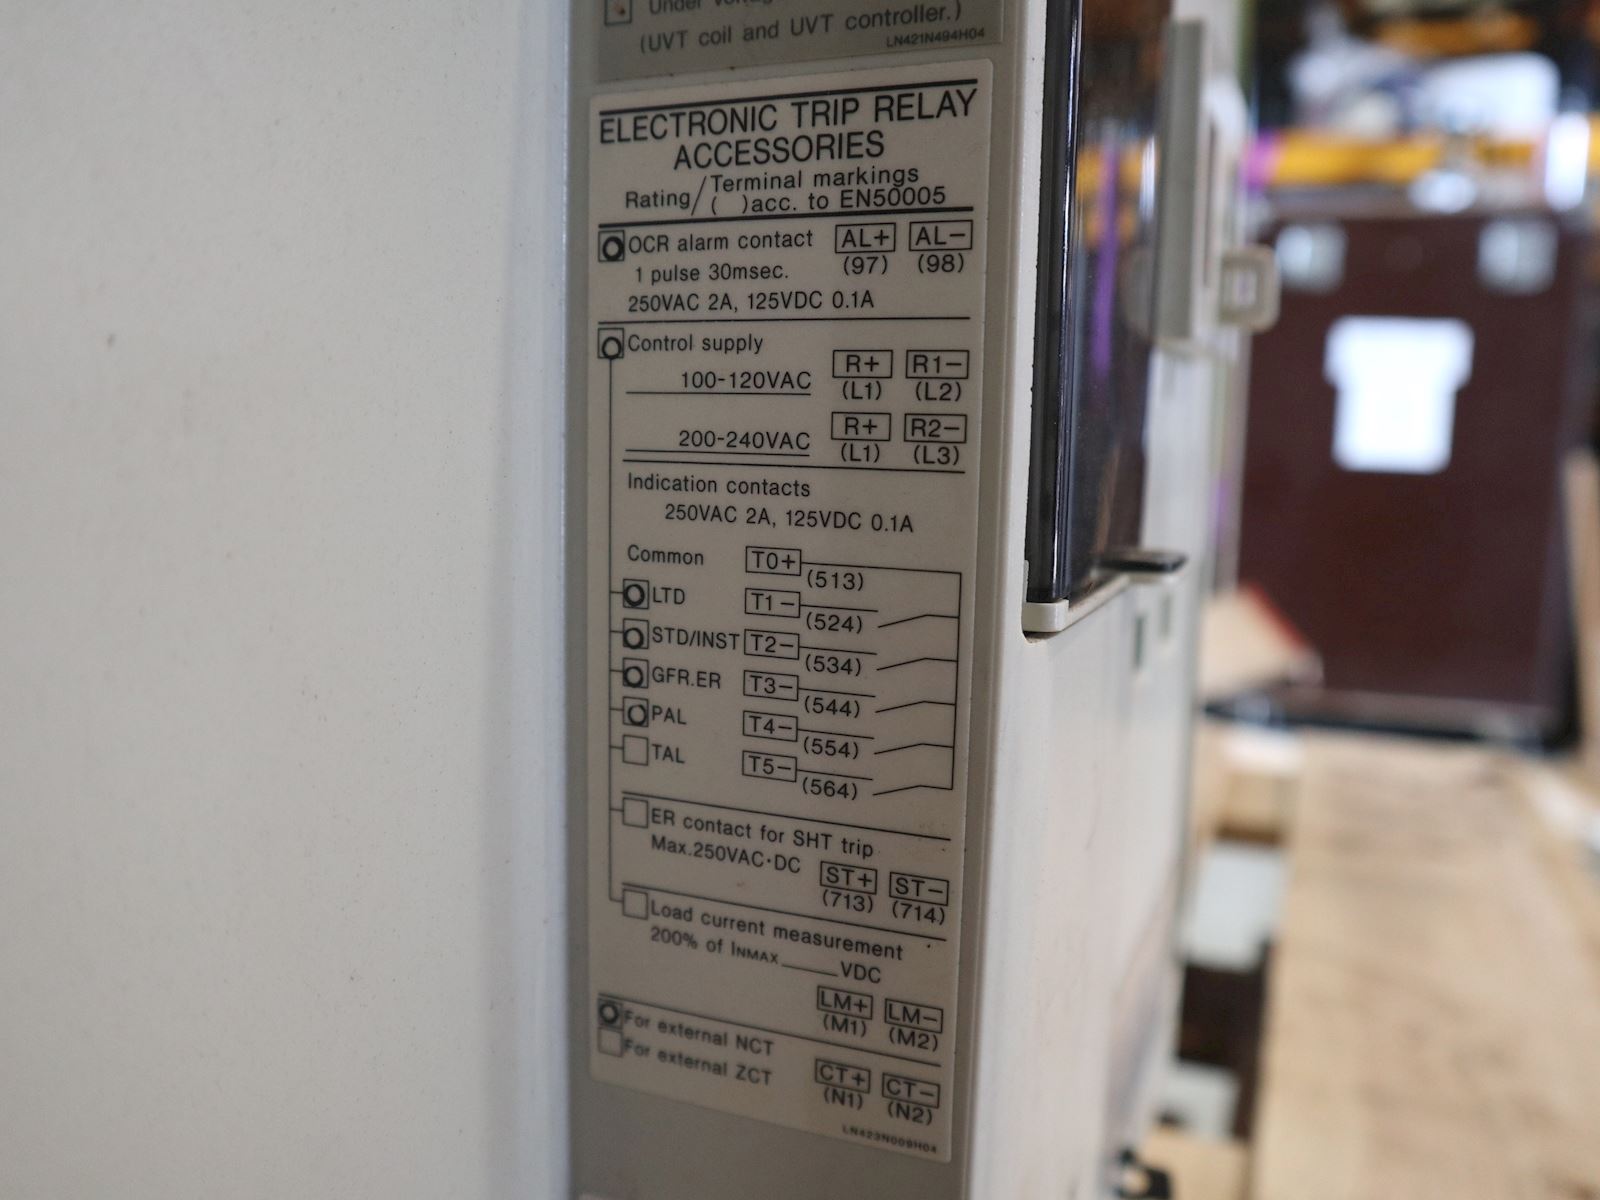 Under
(UVT coil and UVT controller.)
LN421N494H04
ELECTRONIC TRIP RELAY
ACCESSORIES
Rating/Terminal markings
( )acc. to EN50005
OCR alarm contact AL+ AL−
1 pulse 30msec. (97) (98)
250VAC 2A, 125VDC 0.1A
Control supply
100-120VAC R+ R1−
(L1) (L2)
200-240VAC R+ R2−
(L1) (L3)
Indication contacts
250VAC 2A, 125VDC 0.1A
Common T0+ (513)
LTD T1− (524)
STD/INST T2− (534)
GFR.ER T3− (544)
PAL T4− (554)
TAL T5− (564)
ER contact for SHT trip
Max.250VAC·DC ST+ ST−
(713) (714)
Load current measurement
200% of INMAX_____VDC
LM+ LM−
(M1) (M2)
For external NCT
For external ZCT CT+ CT−
(N1) (N2)
LN423N009H04